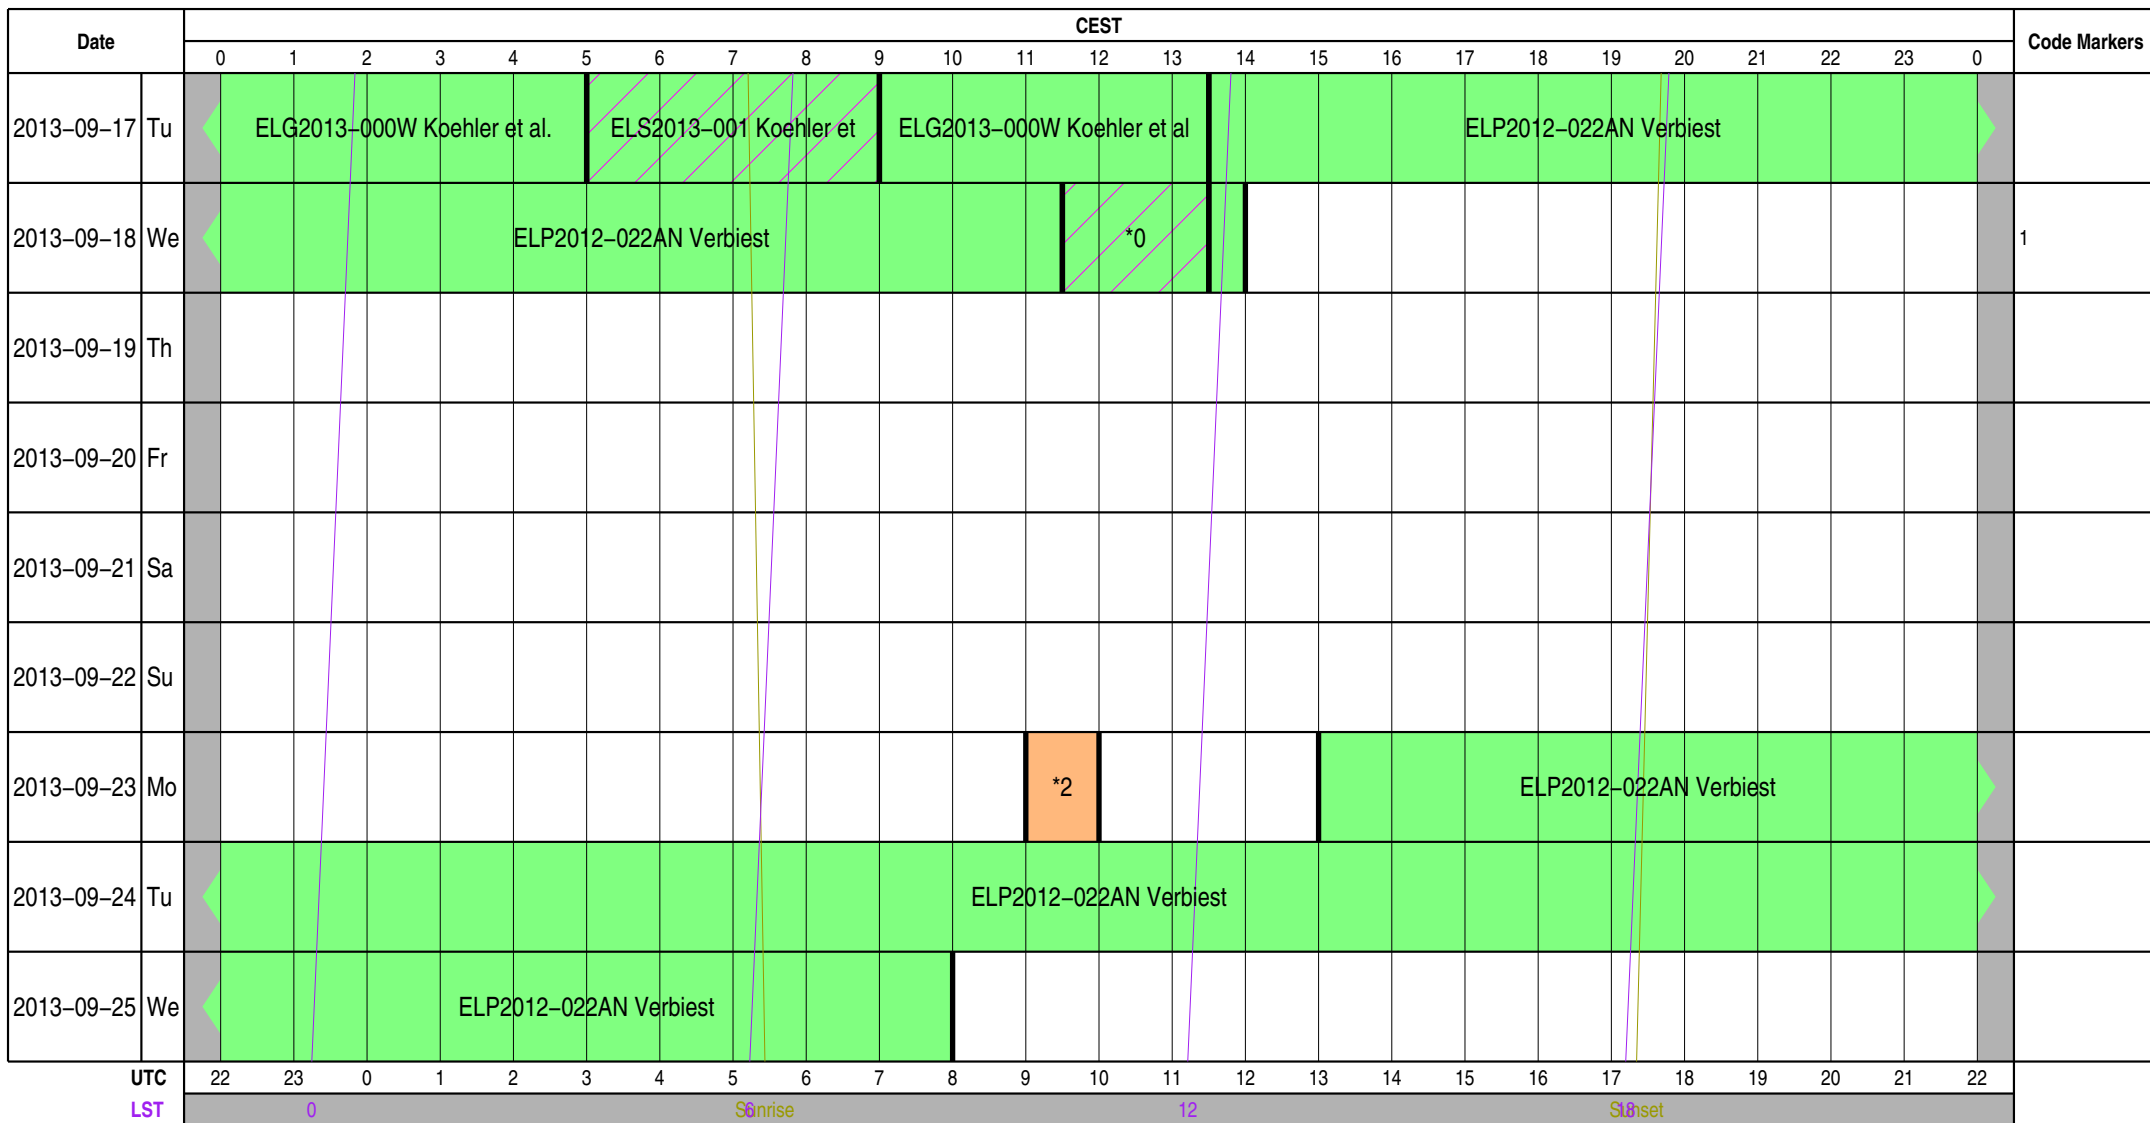 CEST
Date
Code Markers
0 1 2 3 4 5 6 7 8 9 10 11 12 13 14 15 16 17 18 19 20 21 22 23 0
2013−09−17 Tu ELG2013−000W Koehler et al. ELS2013−001 Koehler et ELG2013−000W Koehler et al ELP2012−022AN Verbiest
2013−09−18 We ELP2012−022AN Verbiest *0 1
2013−09−19 Th
2013−09−20 Fr
2013−09−21 Sa
2013−09−22 Su
2013−09−23 Mo *2 ELP2012−022AN Verbiest
2013−09−24 Tu ELP2012−022AN Verbiest
2013−09−25 We ELP2012−022AN Verbiest
UTC 22 23 0 1 2 3 4 5 6 7 8 9 10 11 12 13 14 15 16 17 18 19 20 21 22
LST 0 6 Sunrise 12 18 Sunset